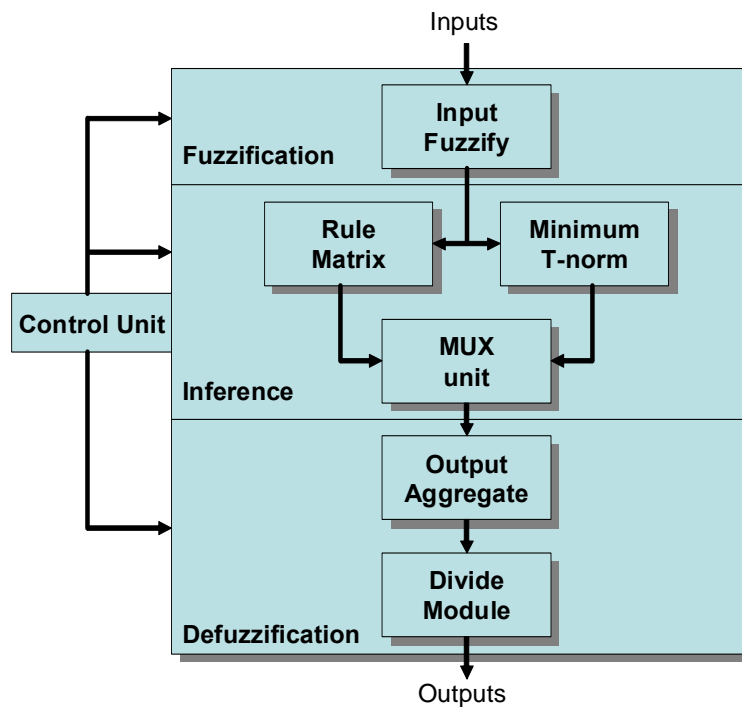 Inputs
Input
Fuzzify
Fuzzification
Rule
Matrix
Minimum
T-norm
Control Unit
MUX
unit
Inference
Output
Aggregate
Divide
Module
Defuzzification
Outputs